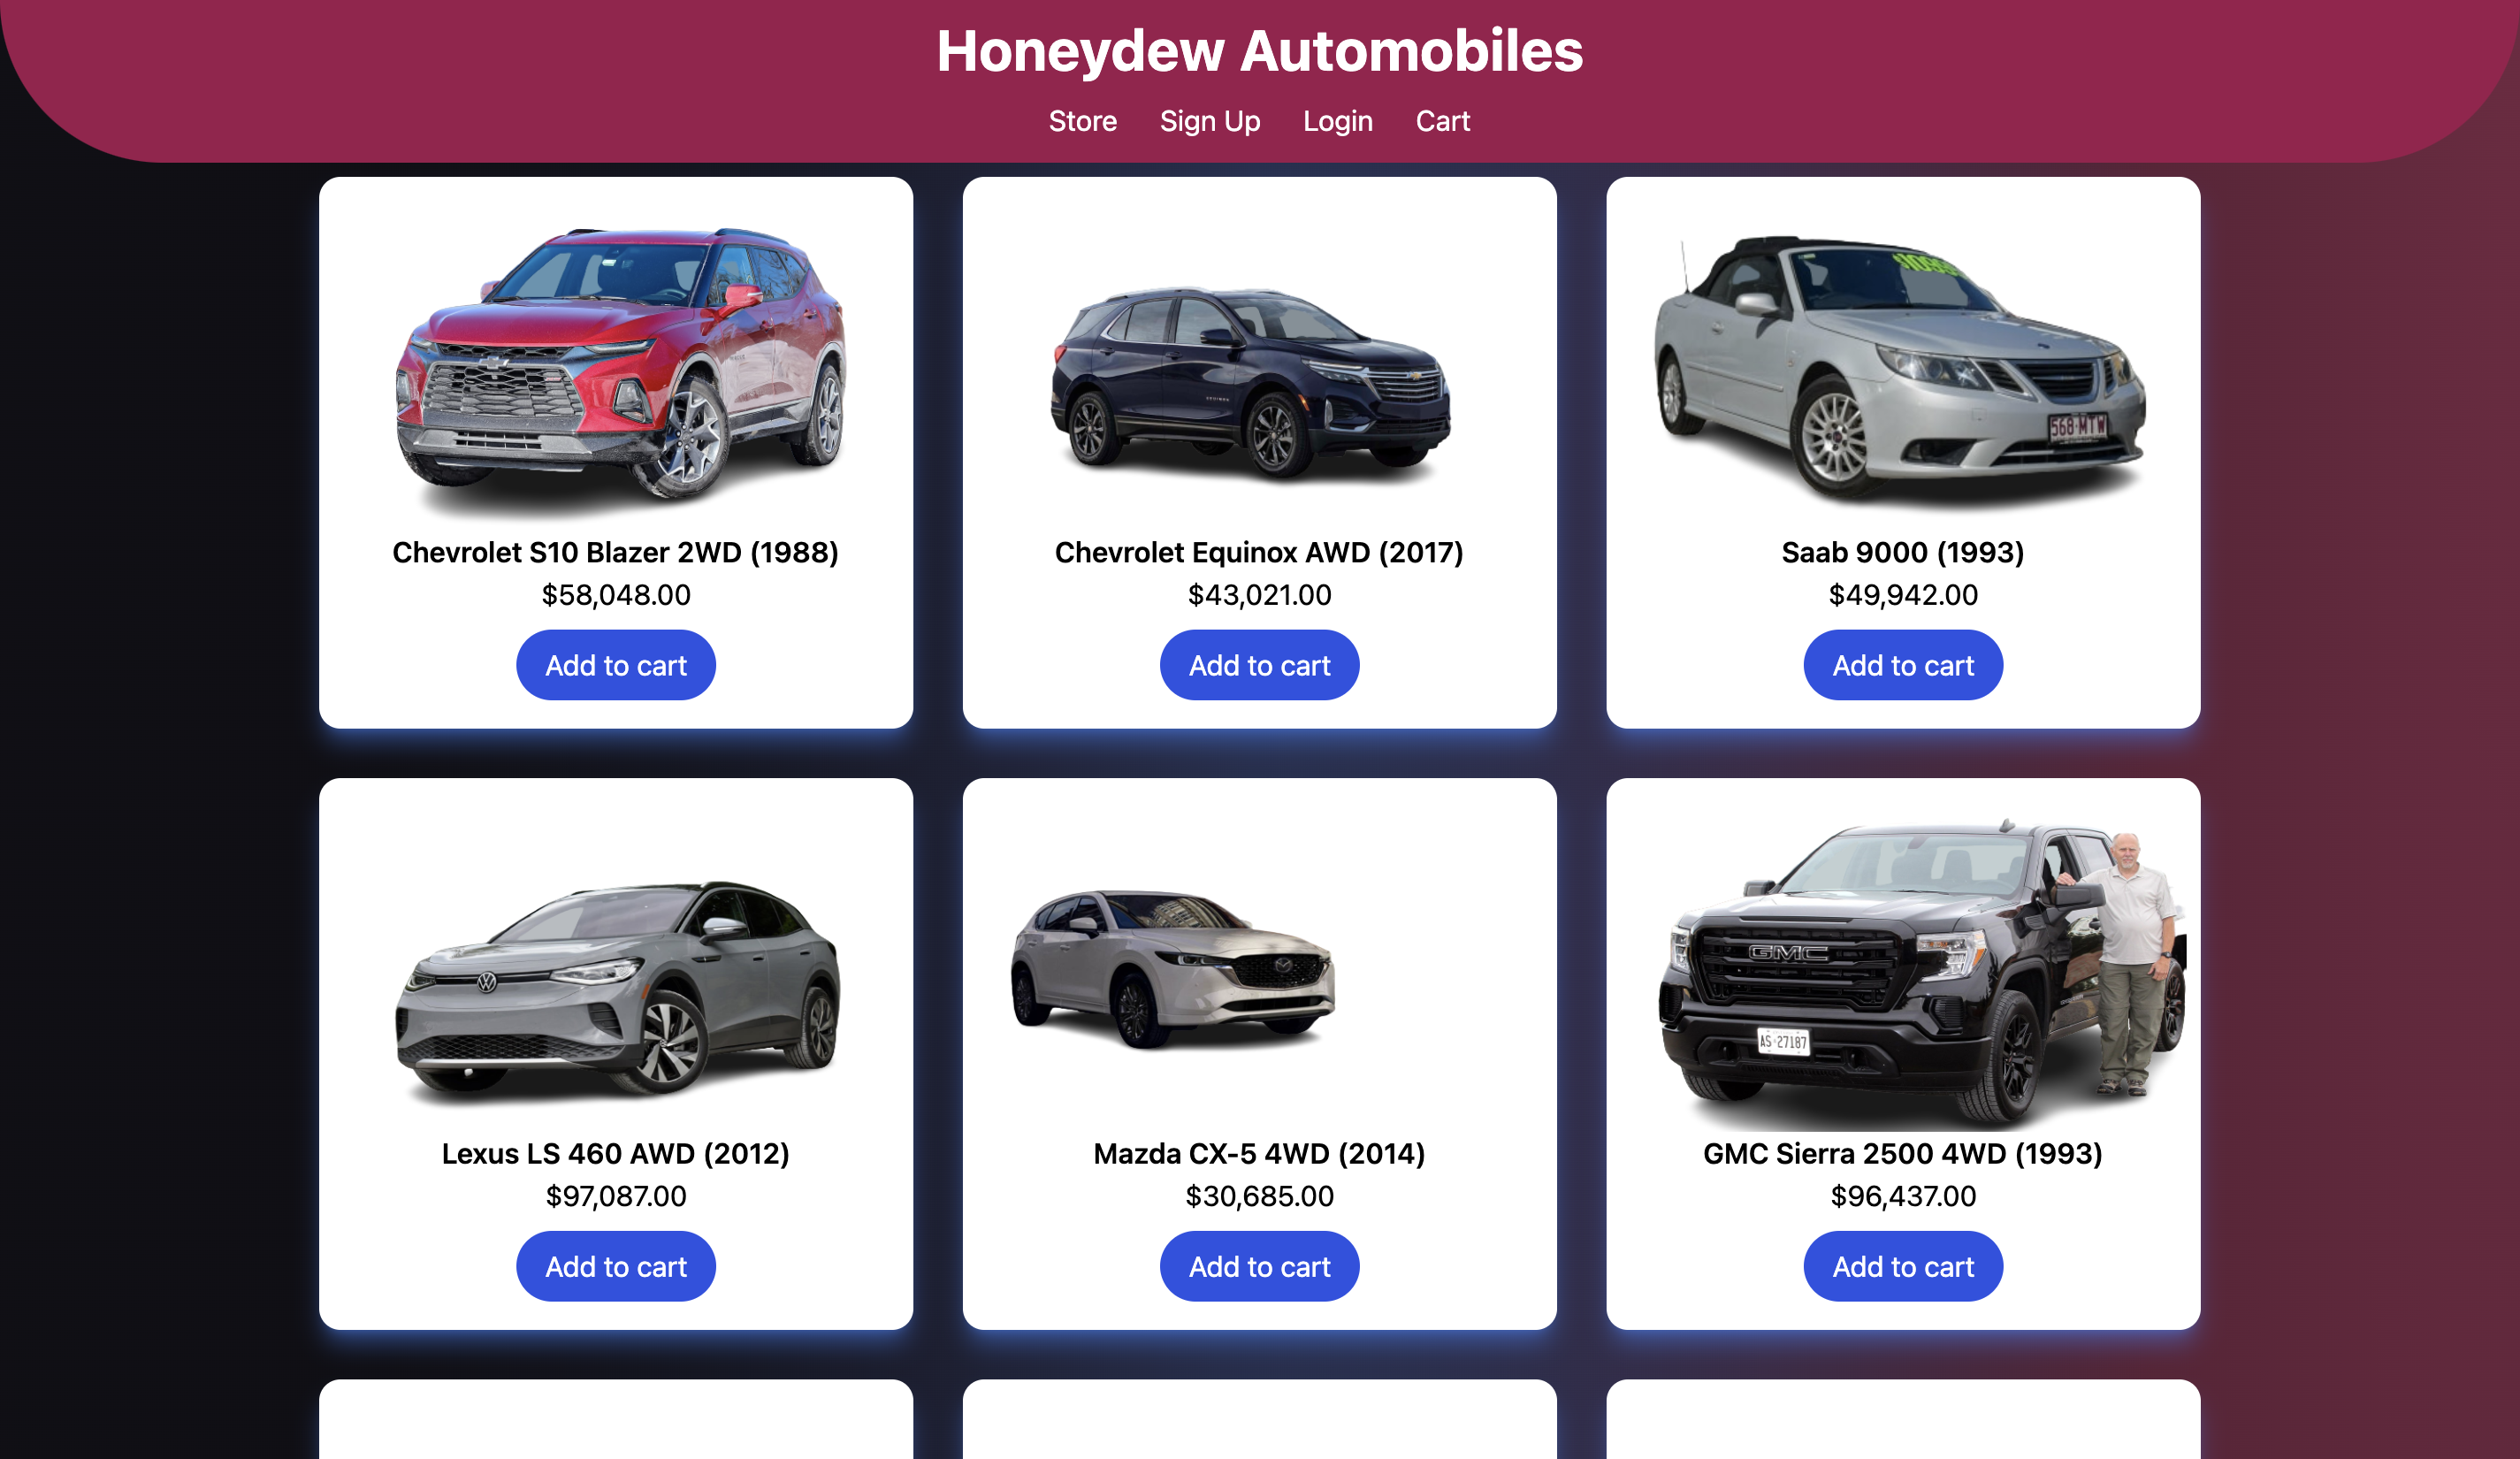 Honeydew Automobiles
Store Sign Up Login Cart
Chevrolet S10 Blazer 2WD (1988)
$58,048.00
Add to cart
Chevrolet Equinox AWD (2017)
$43,021.00
Add to cart
568·MTW
Saab 9000 (1993)
$49,942.00
Add to cart
Lexus LS 460 AWD (2012)
$97,087.00
Add to cart
Mazda CX-5 4WD (2014)
$30,685.00
Add to cart
GMC
AS·27187
GMC Sierra 2500 4WD (1993)
$96,437.00
Add to cart